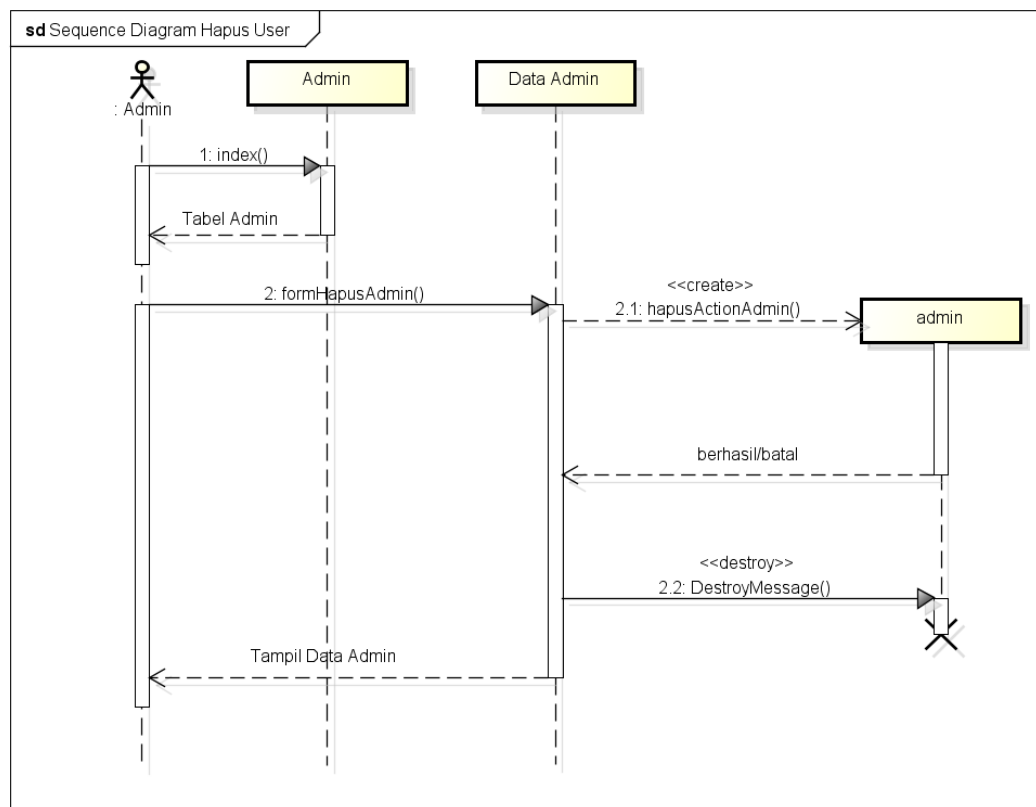 sd Sequence Diagram Hapus User
: Admin
Admin
Data Admin
1: index()
Tabel Admin
2: formHapusAdmin()
<<create>>
2.1: hapusActionAdmin()
admin
berhasil/batal
<<destroy>>
2.2: DestroyMessage()
Tampil Data Admin